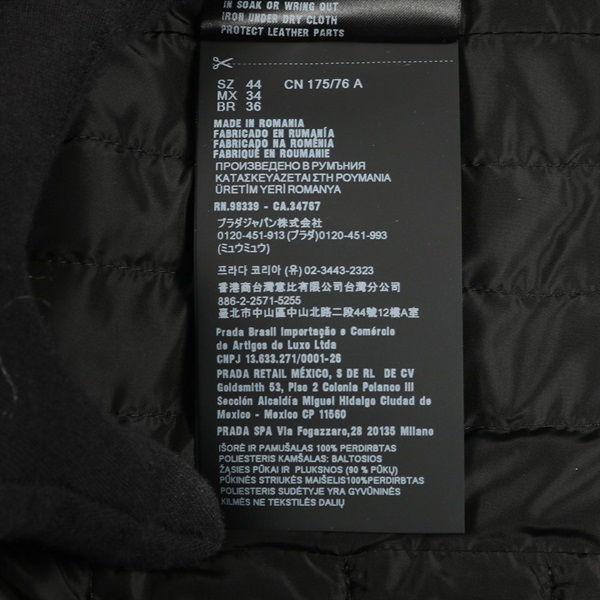 IN SOAK OR WRING OUT
IRON UNDER DRY CLOTH
PROTECT LEATHER PARTS
SZ 44 CN 175/76 A
MX 34
BR 36
MADE IN ROMANIA
FABRICADO EN RUMANÍA
FABRICADO NA ROMÊNIA
FABRIQUÉ EN ROUMANIE
ПРОИЗВЕДЕНО В РУМЪНИЯ
ΚΑΤΑΣΚΕΥΑΖΕΤΑΙ ΣΤΗ ΡΟΥΜΑΝΙΑ
ÜRETİM YERİ ROMANYA
RN.98339 - CA.34767
プラダジャパン株式会社
0120-451-913 (プラダ) 0120-451-993
(ミュウミュウ)
프라다 코리아 (유) 02-3443-2323
香港商台灣意比有限公司台灣分公司
886-2-2571-5255
臺北市中山區中山北路二段44號12樓A室
Prada Brasil Importação e Comércio
de Artigos de Luxo Ltda
CNPJ 13.633.271/0001-26
PRADA RETAIL MÉXICO, S DE RL DE CV
Goldsmith 53, Piso 2 Colonia Polanco III
Sección Alcaldía Miguel Hidalgo Ciudad de
Mexico - Mexico CP 11560
PRADA SPA Via Fogazzaro,28 20135 Milano
IŠORĖ IR PAMUŠALAS 100% PERDIRBTAS
POLIESTERIS KAMŠALAS: BALTOSIOS
ŽĄSIES PŪKAI IR PLUKSNOS (90 % PŪKŲ)
PŪKINĖS STRIUKĖS MAIŠELIS100%PERDIRBTAS
POLIESTERIS SUDĖTYJE YRA GYVŪNINĖS
KILMĖS NE TEKSTILĖS DALIŲ